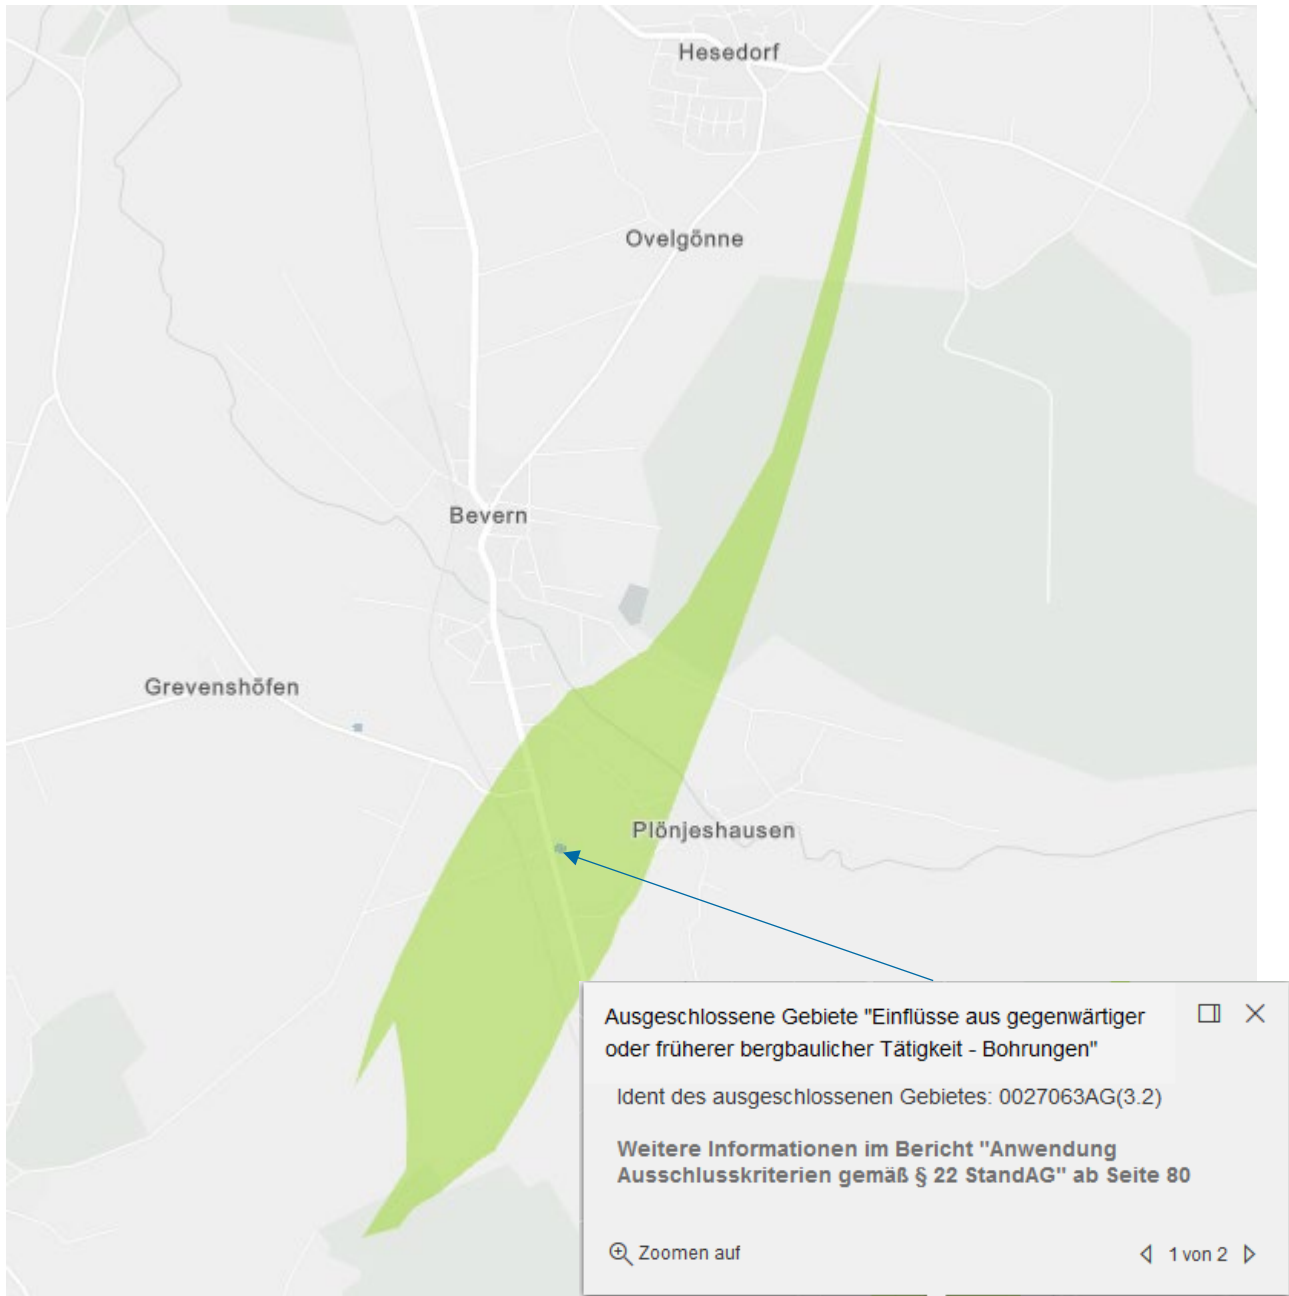 Hesedorf
Ovelgönne
Bevern
Grevenshöfen
Plönjeshausen
Ausgeschlossene Gebiete "Einflüsse aus gegenwärtiger
oder früherer bergbaulicher Tätigkeit - Bohrungen"
Ident des ausgeschlossenen Gebietes: 0027063AG(3.2)
Weitere Informationen im Bericht "Anwendung
Ausschlusskriterien gemäß § 22 StandAG" ab Seite 80
Zoomen auf
1 von 2